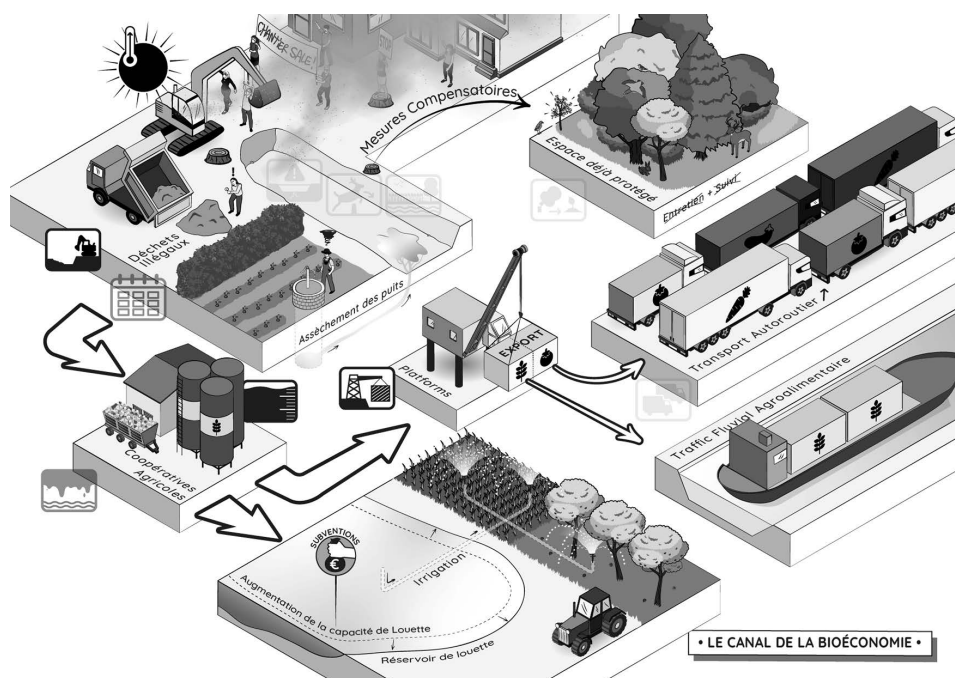 CHANTIER SALE!
STOP
Mesures Compensatoires
Espace déjà protégé
Entretien + Suivi
Déchets
Illégaux
Assèchement des puits
EXPORT
Platforms
Transport Autoroutier
Traffic Fluvial Agroalimentaire
Coopératives
Agricoles
SUBVENTIONS
€
Irrigation
Augmentation de la capacité de Louette
Réservoir de louette
• LE CANAL DE LA BIOÉCONOMIE •